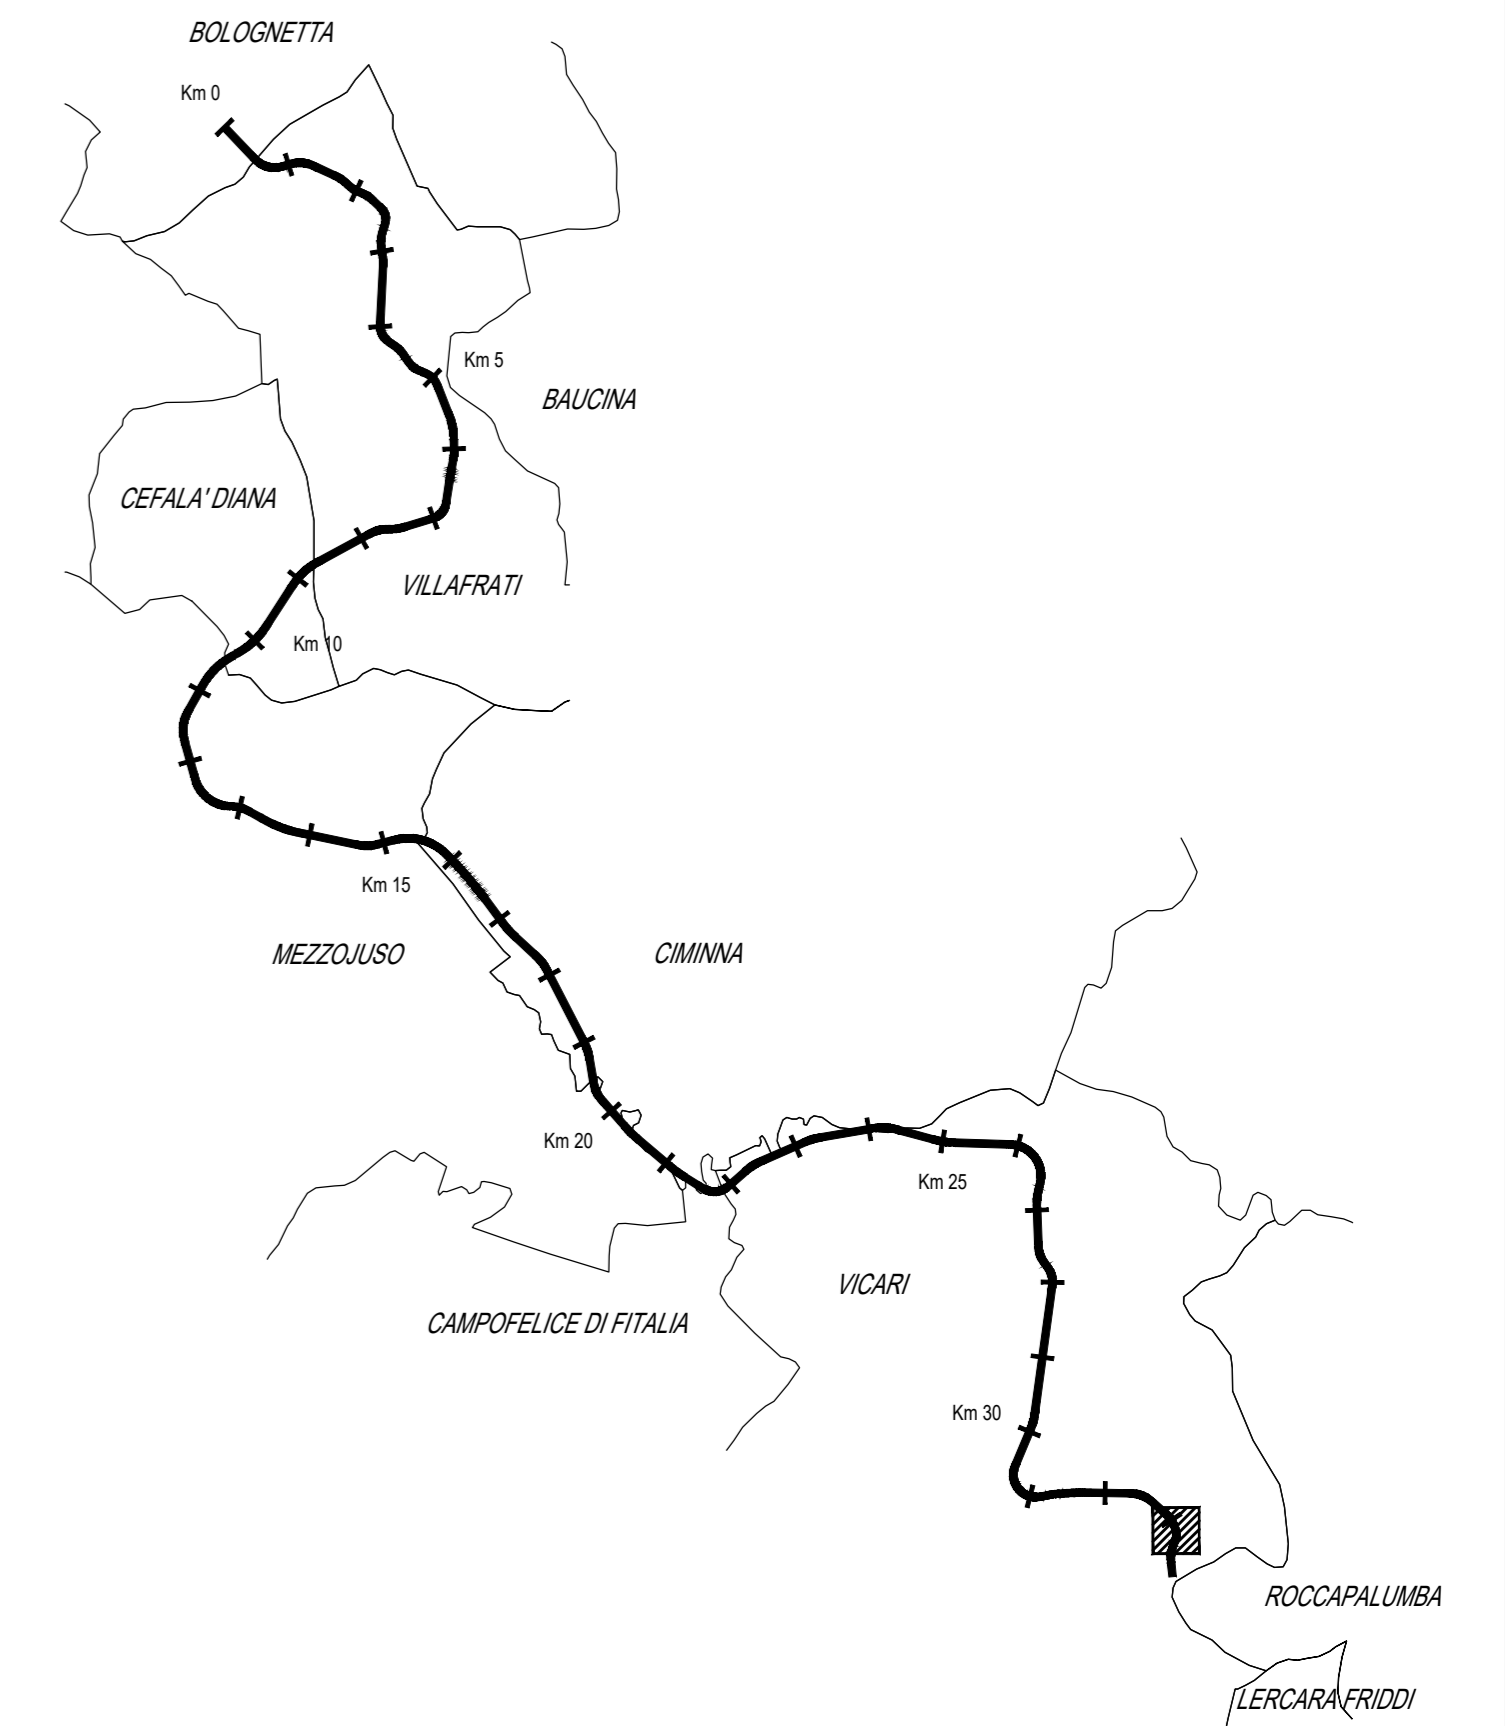 BOLOGNETTA
Km 0
Km 5
BAUCINA
CEFALA' DIANA
VILLAFRATI
Km 10
Km 15
MEZZOJUSO
CIMINNA
Km 20
Km 25
VICARI
CAMPOFELICE DI FITALIA
Km 30
ROCCAPALUMBA
LERCARA FRIDDI